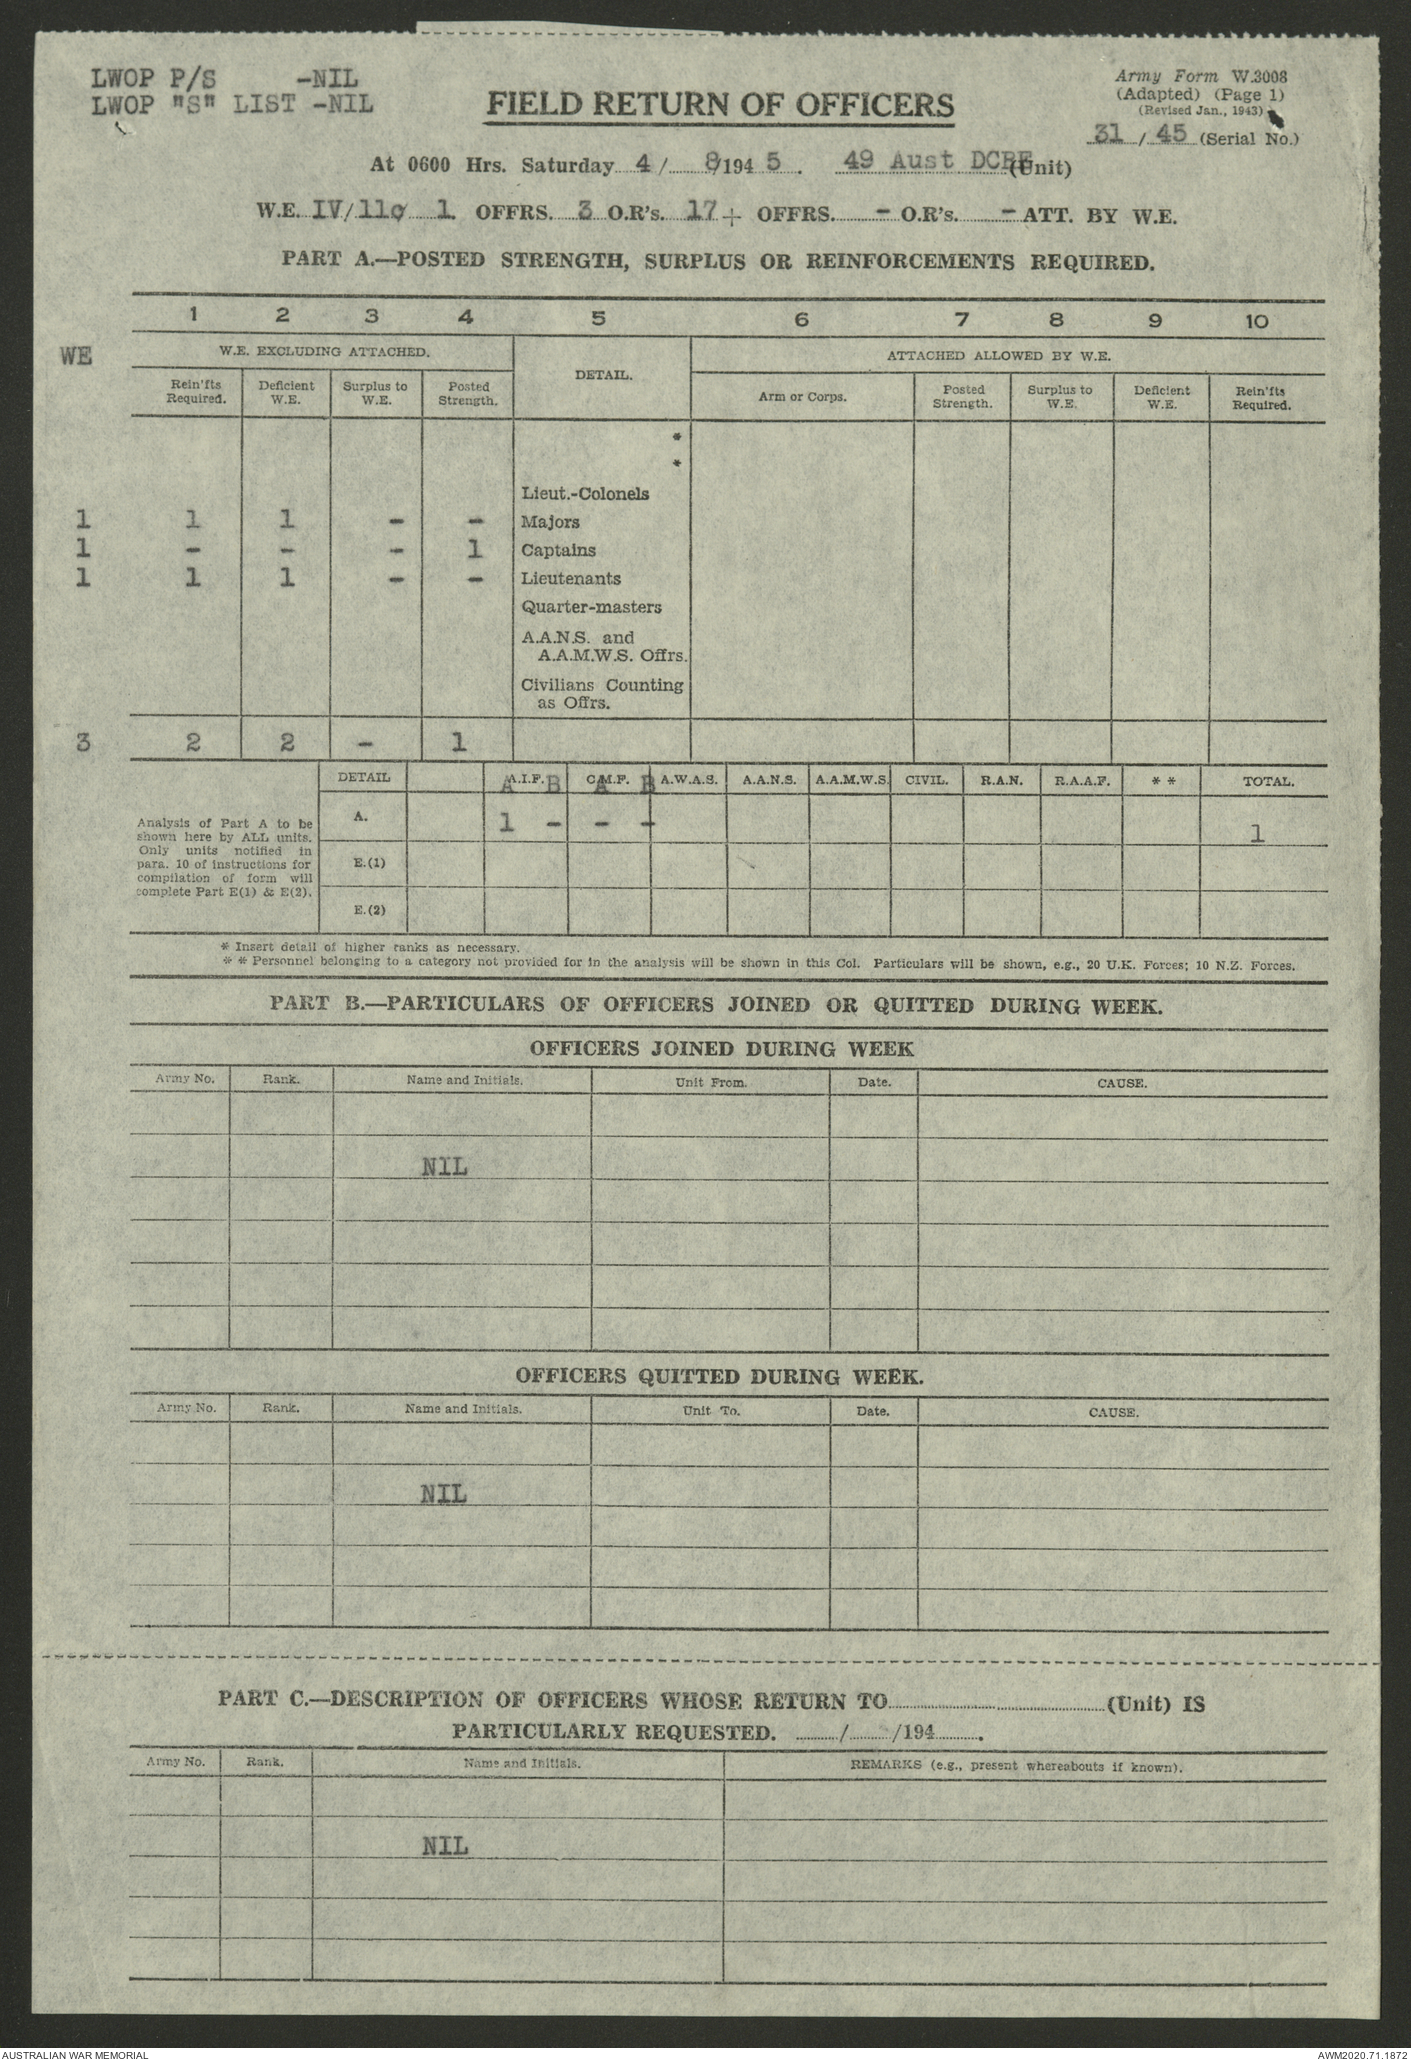 LWOP P/S -NIL
LWOP "S" LIST -NIL
FIELD RETURN OF OFFICERS
Army Form W.3008
(Adapted) (Page 1)
(Revised Jan., 1943)
31 / 45 (Serial No.)
At 0600 Hrs. Saturday 4 / 8/194 5. 49 Aust DCRE (Unit)
W.E. IV/110 1 OFFRS. 3 O.R's. 17 + OFFRS. - O.R's. - ATT. BY W.E.
PART A.—POSTED STRENGTH, SURPLUS OR REINFORCEMENTS REQUIRED.
1 2 3 4 5 6 7 8 9 10
WE W.E. EXCLUDING ATTACHED. DETAIL. ATTACHED ALLOWED BY W.E.
Rein'fts Required. Deficient W.E. Surplus to W.E. Posted Strength. Arm or Corps. Posted Strength. Surplus to W.E. Deficient W.E. Rein'fts Required.
*
*
Lieut.-Colonels
1 1 1 - - Majors
1 - - - 1 Captains
1 1 1 - - Lieutenants
Quarter-masters
A.A.N.S. and
A.A.M.W.S. Offrs.
Civilians Counting
as Offrs.
3 2 2 - 1
DETAIL A.I.F. A B C.M.F. A B A.W.A.S. A.A.N.S. A.A.M.W.S. CIVIL. R.A.N. R.A.A.F. * * TOTAL.
A. 1 - - - 1
Analysis of Part A to be
shown here by ALL units.
Only units notified in
para. 10 of instructions for
compilation of form will
complete Part E(1) & E(2).
E.(1)
E.(2)
* Insert detail of higher ranks as necessary.
* * Personnel belonging to a category not provided for in the analysis will be shown in this Col. Particulars will be shown, e.g., 20 U.K. Forces; 10 N.Z. Forces.
PART B.—PARTICULARS OF OFFICERS JOINED OR QUITTED DURING WEEK.
OFFICERS JOINED DURING WEEK
Army No. Rank. Name and Initials. Unit From. Date. CAUSE.
NIL
OFFICERS QUITTED DURING WEEK.
Army No. Rank. Name and Initials. Unit To. Date. CAUSE.
NIL
PART C.—DESCRIPTION OF OFFICERS WHOSE RETURN TO (Unit) IS
PARTICULARLY REQUESTED. / /194 .
Army No. Rank. Name and Initials. REMARKS (e.g., present whereabouts if known).
NIL
AUSTRALIAN WAR MEMORIAL AWM2020.71.1872